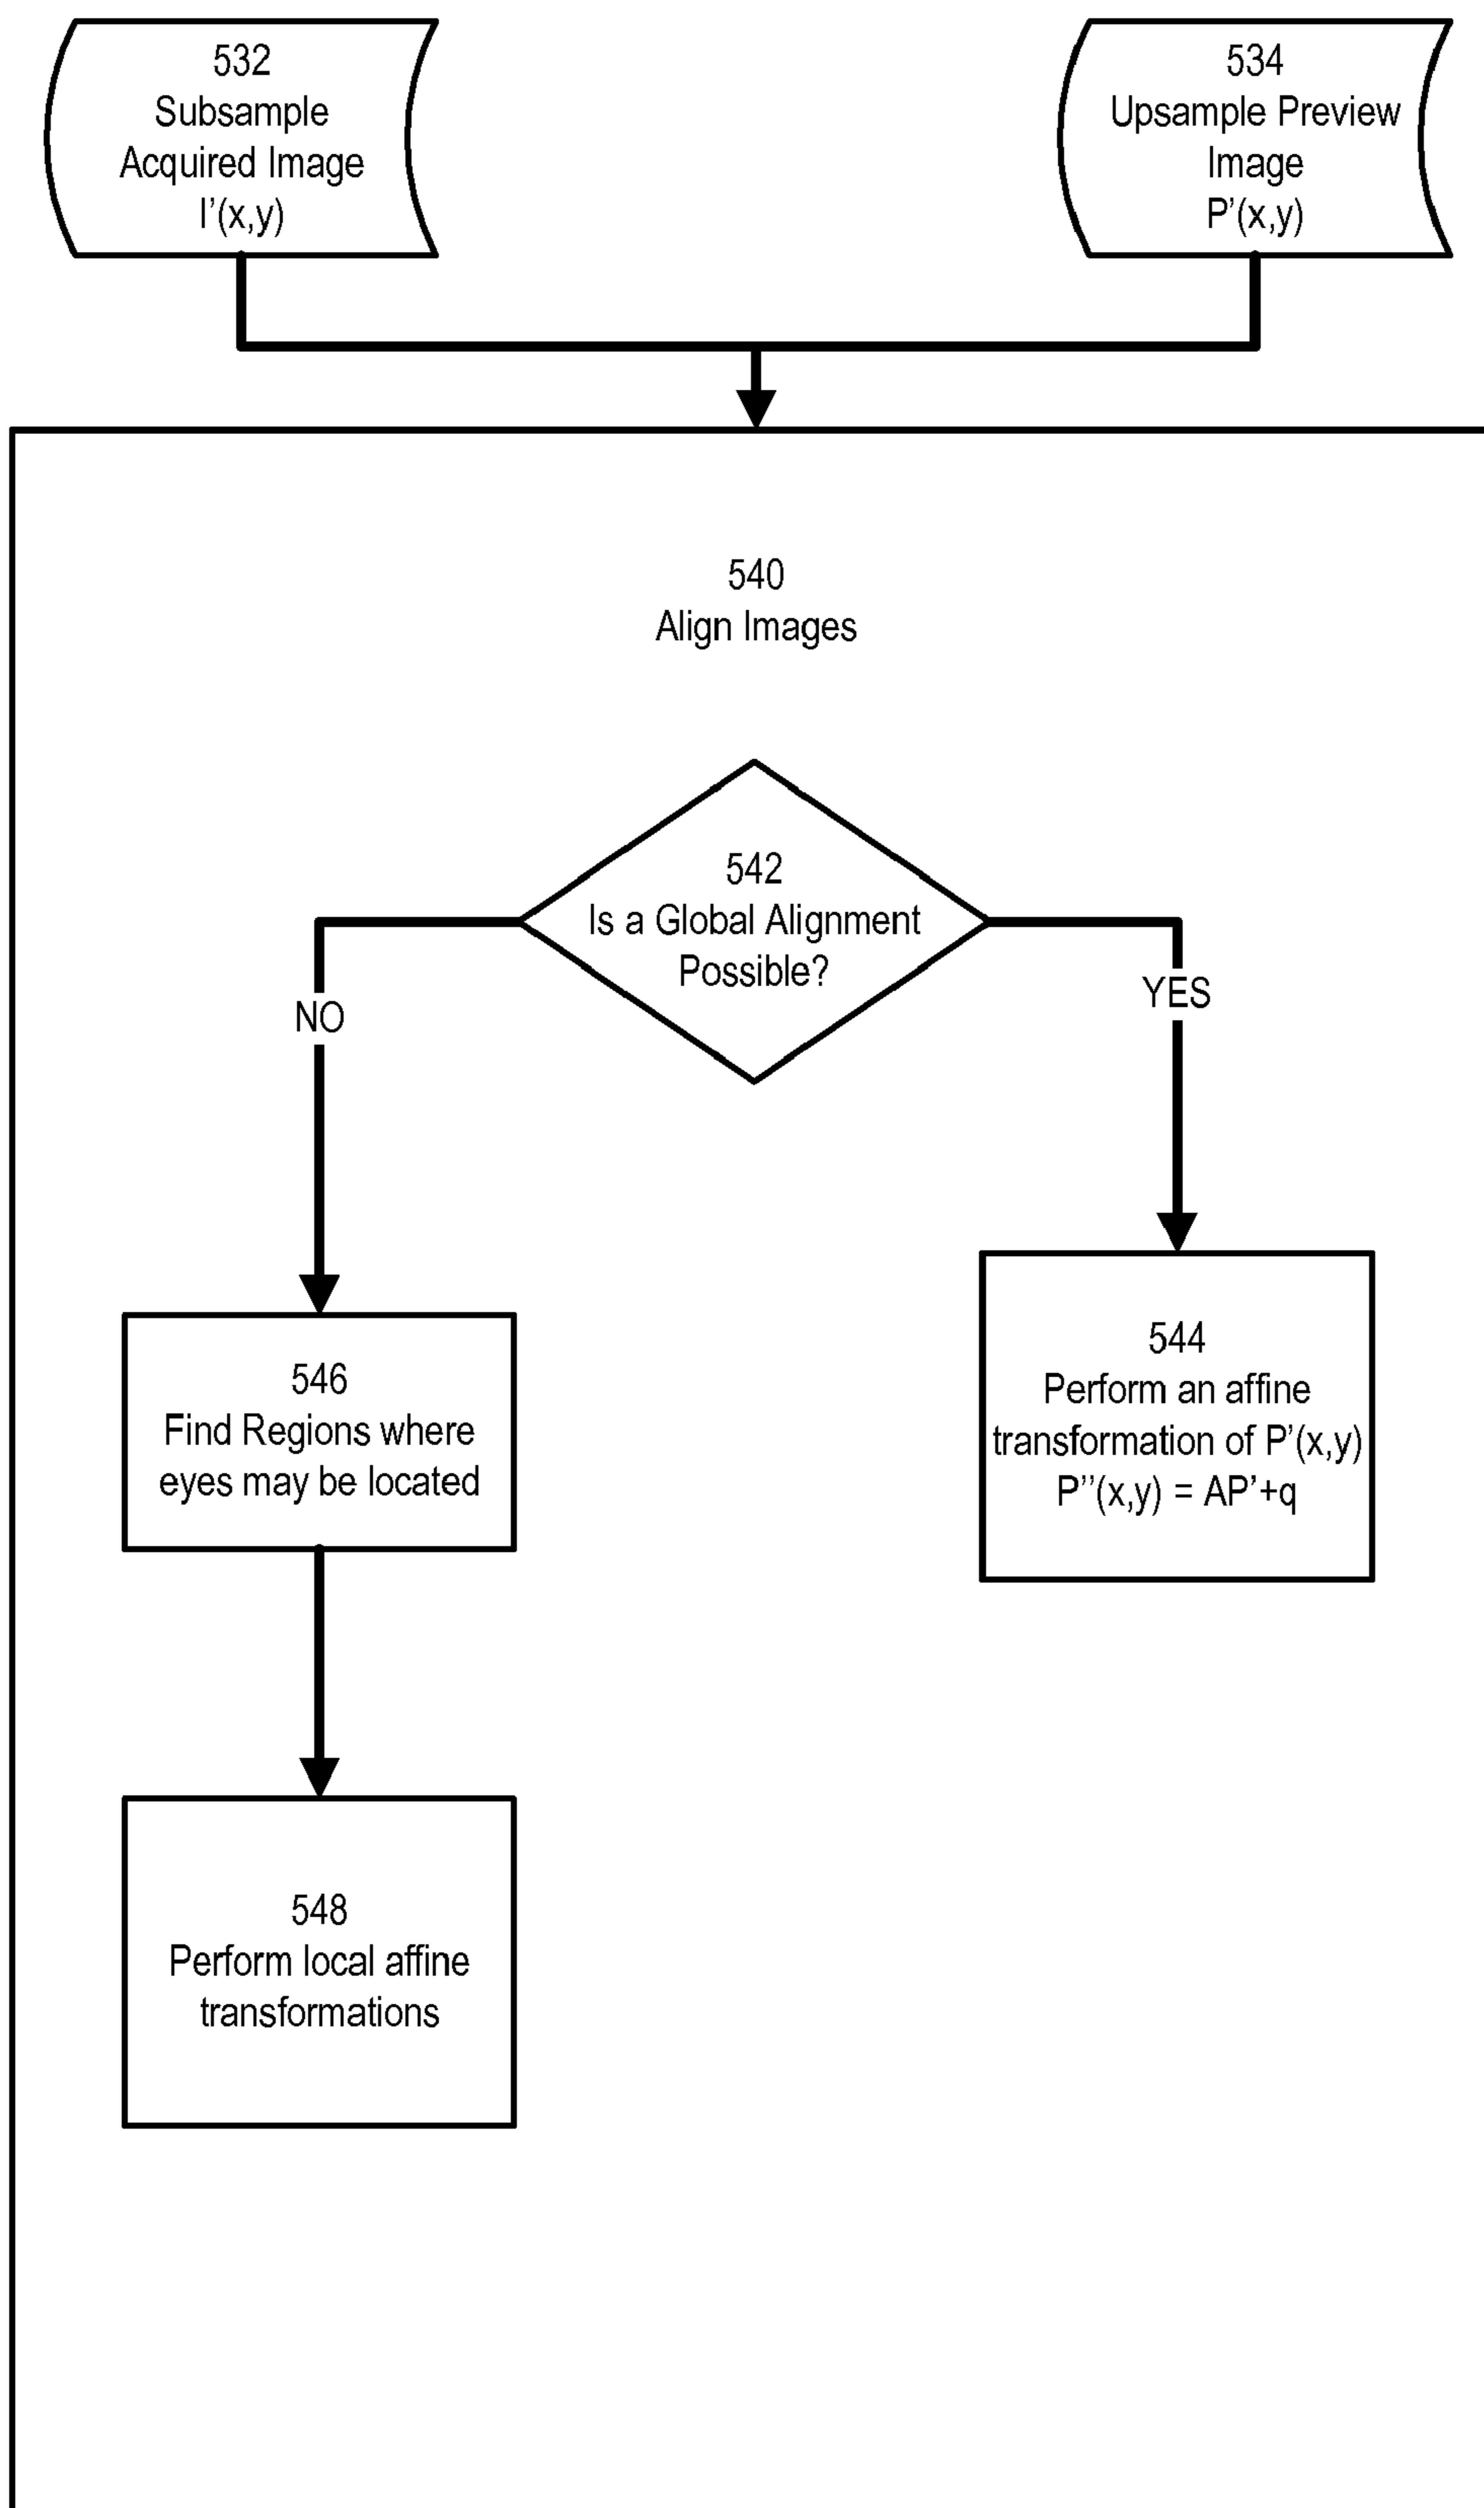 532
Subsample
Acquired Image
I'(x,y)
534
Upsample Preview
Image
P'(x,y)
540
Align Images
542
Is a Global Alignment
Possible?
NO
YES
546
Find Regions where
eyes may be located
544
Perform an affine
transformation of P'(x,y)
P''(x,y) = AP'+q
548
Perform local affine
transformations